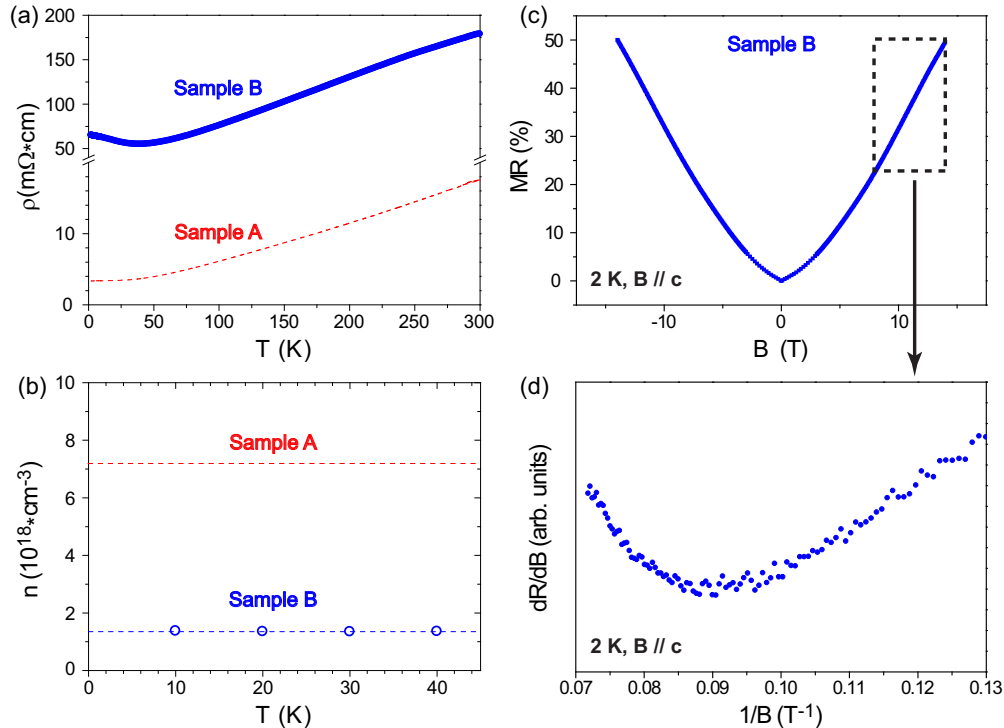 (a)
200
150
100
50
10
0
ρ(mΩ*cm)
Sample B
Sample A
0 50 100 150 200 250 300
T (K)
(b)
10
8
6
4
2
0
n (10¹⁸*cm-³)
Sample A
Sample B
0 10 20 30 40
T (K)
(c)
50
40
30
20
10
0
MR (%)
Sample B
2 K, B // c
-10 0 10
B (T)
(d)
dR/dB (arb. units)
2 K, B // c
0.07 0.08 0.09 0.10 0.11 0.12 0.13
1/B (T⁻¹)